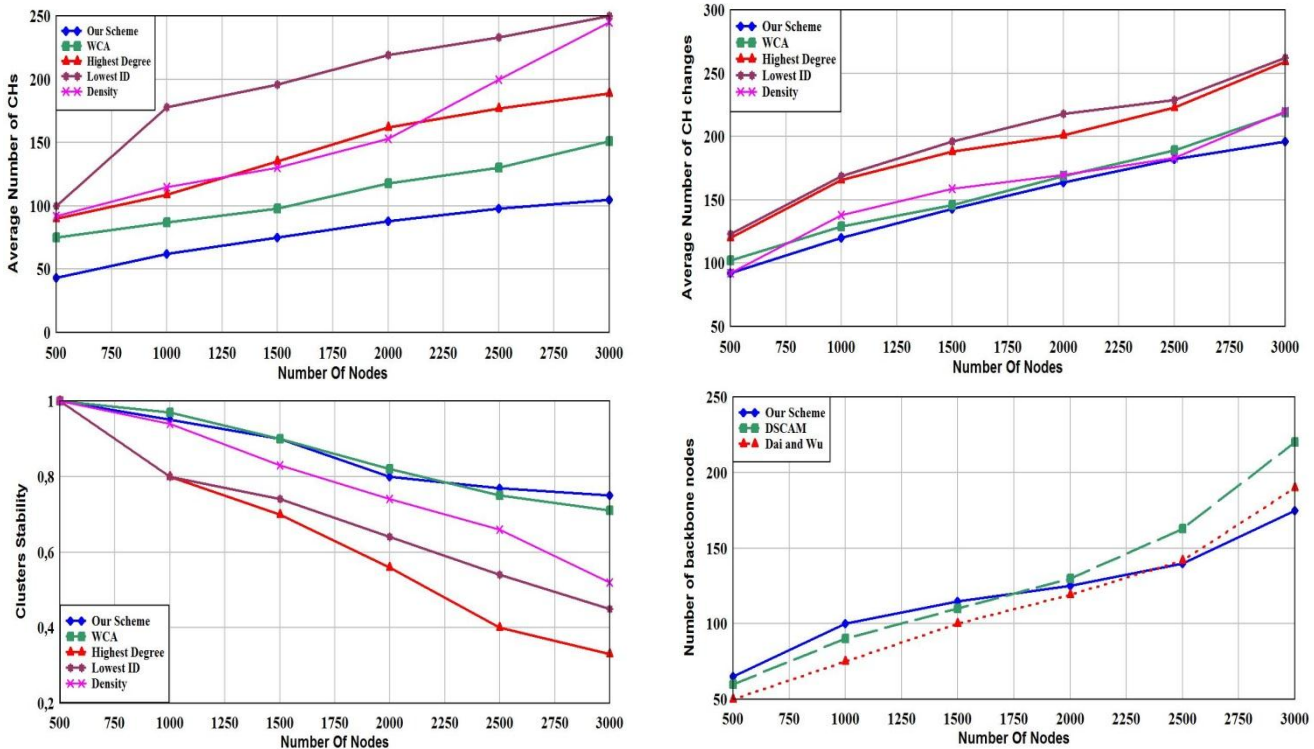 250
200
150
100
50
0
Average Number of CHs
Our Scheme
WCA
Highest Degree
Lowest ID
Density
500 750 1000 1250 1500 1750 2000 2250 2500 2750 3000
Number Of Nodes
300
250
200
150
100
50
Average Number of CH changes
Our Scheme
WCA
Highest Degree
Lowest ID
Density
500 750 1000 1250 1500 1750 2000 2250 2500 2750 3000
Number Of Nodes
1
0,8
0,6
0,4
0,2
Clusters Stability
Our Scheme
WCA
Highest Degree
Lowest ID
Density
500 750 1000 1250 1500 1750 2000 2250 2500 2750 3000
Number Of Nodes
250
200
150
100
50
Number of backbone nodes
Our Scheme
DSCAM
Dai and Wu
500 750 1000 1250 1500 1750 2000 2250 2500 2750 3000
Number Of Nodes